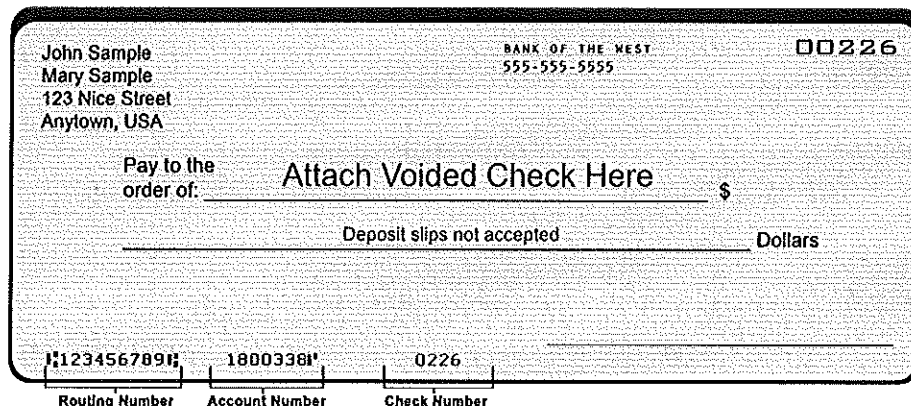 John Sample
Mary Sample
123 Nice Street
Anytown, USA
BANK OF THE WEST
555-555-5555
00226
Pay to the
order of:
Attach Voided Check Here
$
Deposit slips not accepted
Dollars
⑆123456789⑆ 1800338⑈ 0226
Routing Number Account Number Check Number